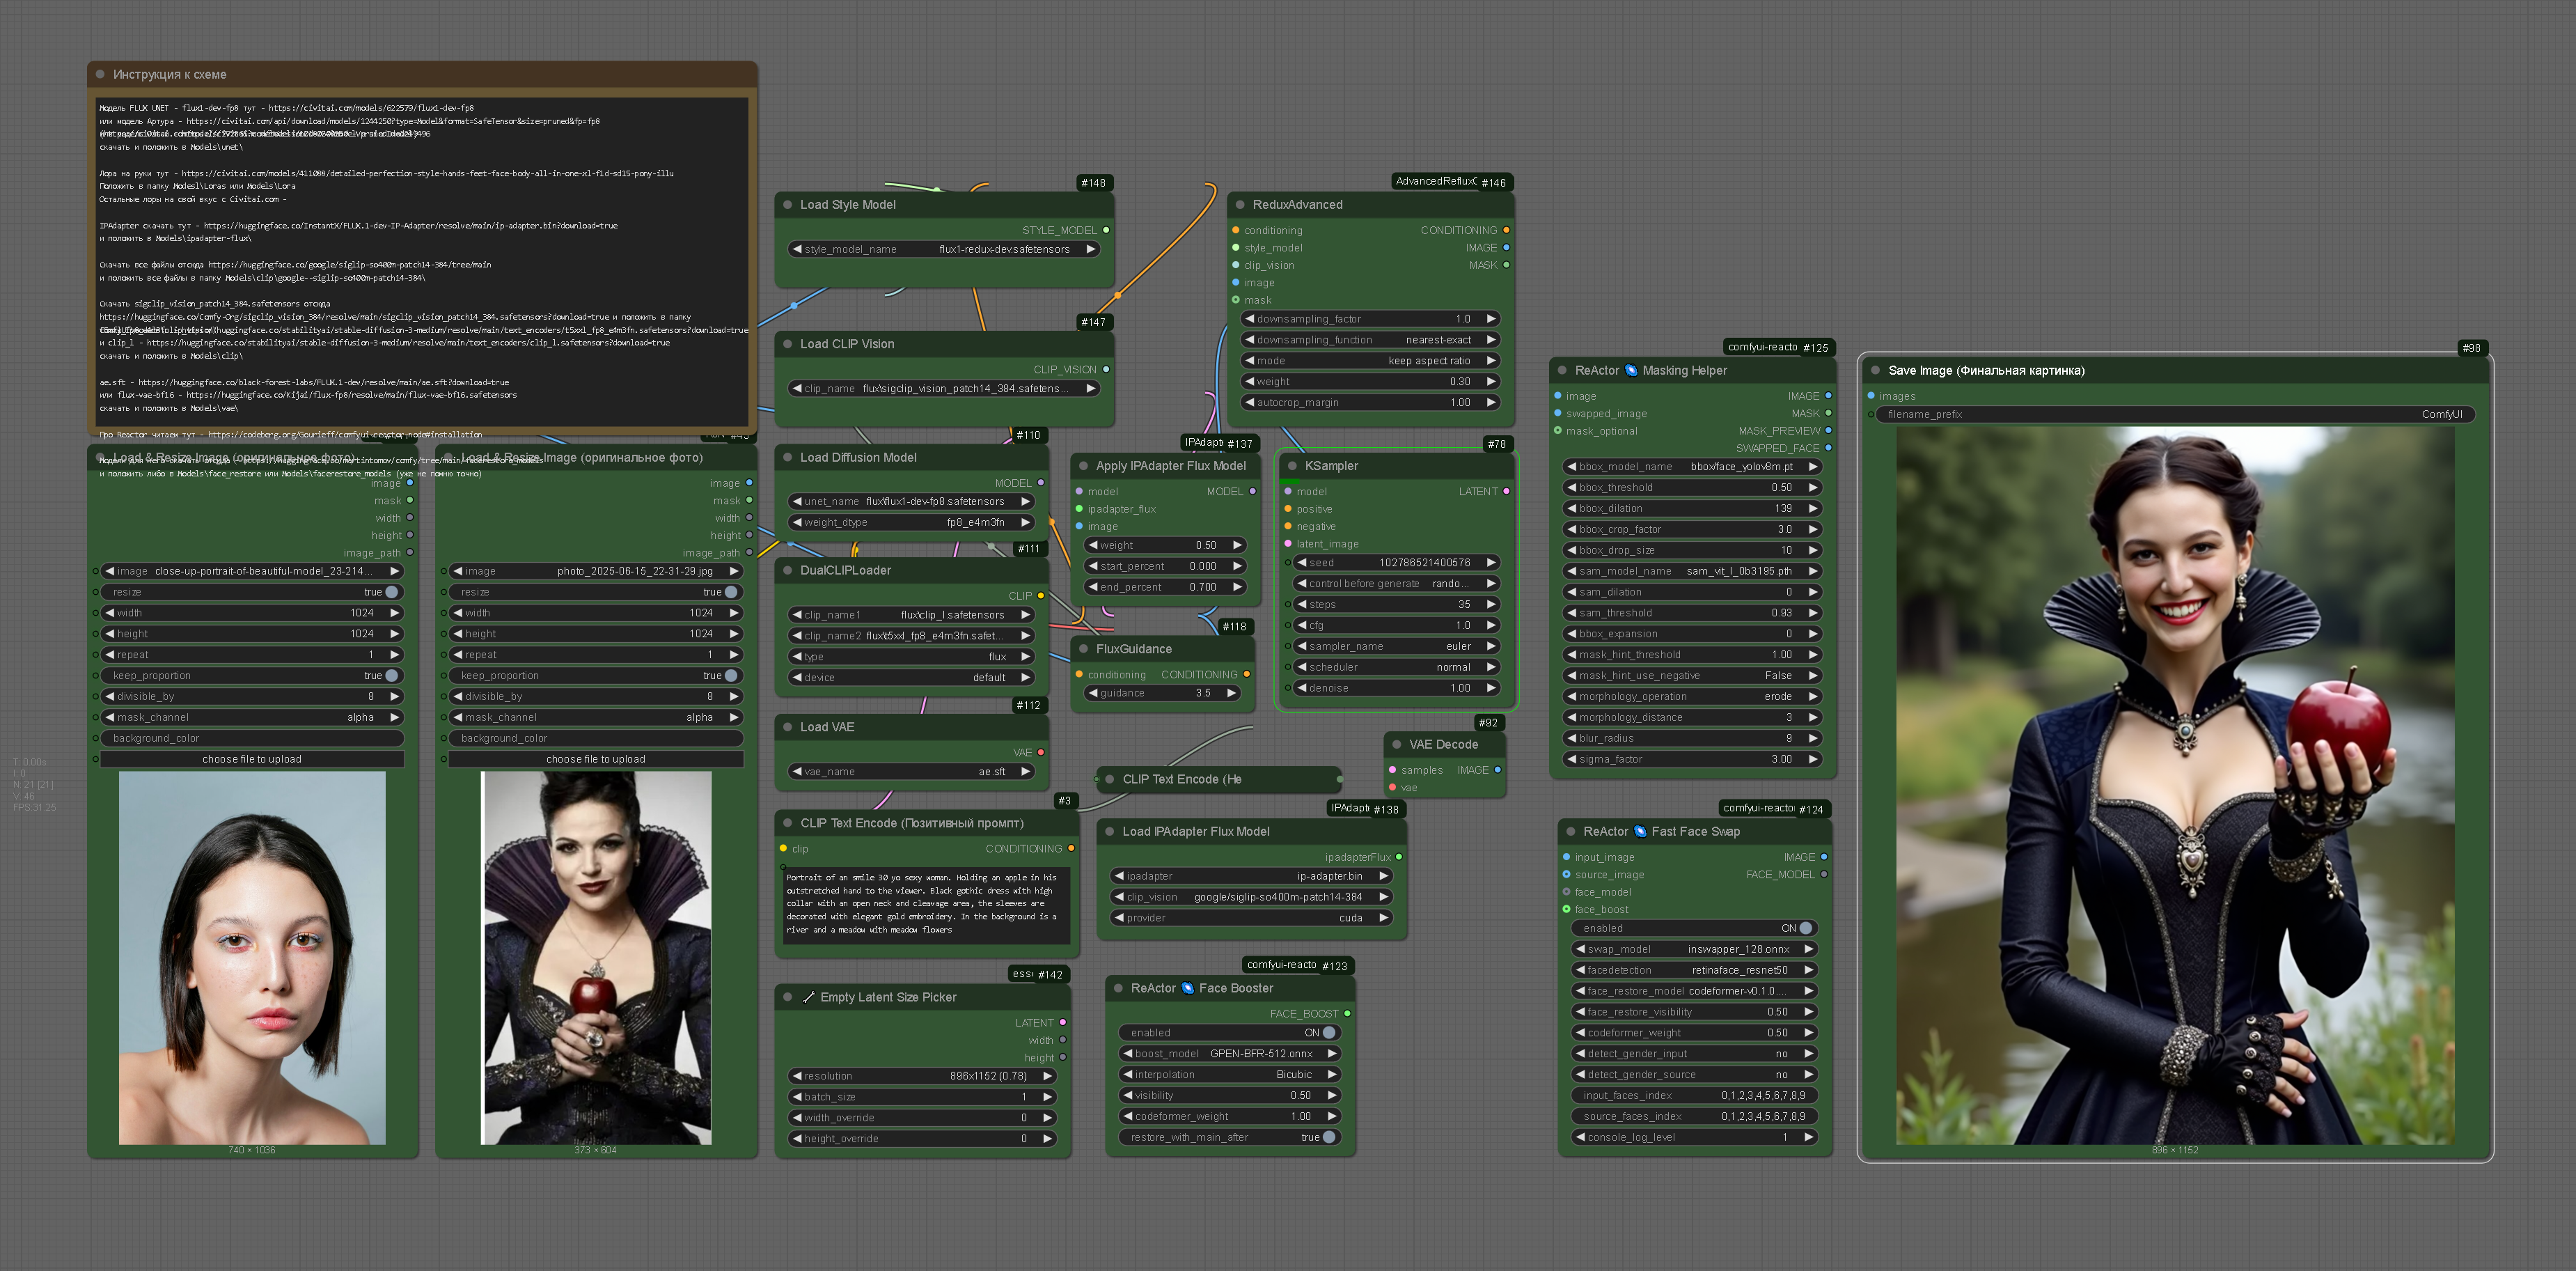 Инструкция к схеме
Модель FLUX UNET - flux1-dev-fp8 тут - https://civitai.com/models/622579/flux1-dev-fp8
или модель Артура - https://civitai.com/api/download/models/1244250?type=Model&format=SafeTensor&size=pruned&fp=fp8
скачать и положить в Models\unet\
Лора на руки тут - https://civitai.com/models/411088/detailed-perfection-style-hands-feet-face-body-all-in-one-xl-f1d-sd15-pony-illu
Положить в папку Modesl\Loras или Models\Lora
Остальные лоры на свой вкус с Civitai.com -
IPAdapter скачать тут - https://huggingface.co/InstantX/FLUX.1-dev-IP-Adapter/resolve/main/ip-adapter.bin?download=true
и положить в Models\ipadapter-flux\
Скачать все файлы отсюда https://huggingface.co/google/siglip-so400m-patch14-384/tree/main
и положить все файлы в папку Models\clip\google--siglip-so400m-patch14-384\
Скачать sigclip_vision_patch14_384.safetensors отсюда
https://huggingface.co/Comfy-Org/sigclip_vision_384/resolve/main/sigclip_vision_patch14_384.safetensors?download=true и положить в папку
huggingface.co/stabilityai/stable-diffusion-3-medium/resolve/main/text_encoders/t5xxl_fp8_e4m3fn.safetensors?download=true
и clip_l - https://huggingface.co/stabilityai/stable-diffusion-3-medium/resolve/main/text_encoders/clip_l.safetensors?download=true
скачать и положить в Models\clip\
ae.sft - https://huggingface.co/black-forest-labs/FLUX.1-dev/resolve/main/ae.sft?download=true
или flux-vae-bf16 - https://huggingface.co/Kijai/flux-fp8/resolve/main/flux-vae-bf16.safetensors
скачать и положить в Models\vae\
Про Reactor читаем тут - https://codeberg.org/Gourieff/comfyui-reactor-node#installation
и положить либо в Models\face_restore или Models\facerestore_models (уже не помню точно)
Load & Resize Image (оригинальное фото)
image
mask
width
height
image_path
image close-up-portrait-of-beautiful-model_23-214...
resize true
width 1024
height 1024
repeat 1
keep_proportion true
divisible_by 8
mask_channel alpha
background_color
choose file to upload
740 × 1036
Load & Resize Image (оригинальное фото)
image
mask
width
height
image_path
image photo_2025-06-15_22-31-29.jpg
resize true
width 1024
height 1024
repeat 1
keep_proportion true
divisible_by 8
mask_channel alpha
background_color
choose file to upload
373 × 604
T: 0.00s
I: 0
N: 21 [21]
V: 46
FPS:31.25
#148
Load Style Model
STYLE_MODEL
style_model_name flux1-redux-dev.safetensors
#147
Load CLIP Vision
CLIP_VISION
clip_name flux\sigclip_vision_patch14_384.safetens...
#110
Load Diffusion Model
MODEL
unet_name flux\flux1-dev-fp8.safetensors
weight_dtype fp8_e4m3fn
#111
DualCLIPLoader
CLIP
clip_name1 flux\clip_l.safetensors
clip_name2 flux\t5xxl_fp8_e4m3fn.safet...
type flux
device default
#112
Load VAE
VAE
vae_name ae.sft
#3
CLIP Text Encode (Позитивный промпт)
clip CONDITIONING
Portrait of an smile 30 yo sexy woman. Holding an apple in his
outstretched hand to the viewer. Black gothic dress with high
collar with an open neck and cleavage area, the sleeves are
decorated with elegant gold embroidery. In the background is a
river and a meadow with meadow flowers
#142
Empty Latent Size Picker
LATENT
width
height
resolution 896x1152 (0.78)
batch_size 1
width_override 0
height_override 0
AdvancedReflux #146
ReduxAdvanced
conditioning CONDITIONING
style_model IMAGE
clip_vision MASK
image
mask
downsampling_factor 1.0
downsampling_function nearest-exact
mode keep aspect ratio
weight 0.30
autocrop_margin 1.00
IPAdapt #137
Apply IPAdapter Flux Model
model MODEL
ipadapter_flux
image
weight 0.50
start_percent 0.000
end_percent 0.700
#118
FluxGuidance
conditioning CONDITIONING
guidance 3.5
#78
KSampler
model LATENT
positive
negative
latent_image
seed 102786521400576
control before generate rando...
steps 35
cfg 1.0
sampler_name euler
scheduler normal
denoise 1.00
#92
VAE Decode
samples IMAGE
vae
CLIP Text Encode (Не
IPAdapt #138
Load IPAdapter Flux Model
ipadapterFlux
ipadapter ip-adapter.bin
clip_vision google/siglip-so400m-patch14-384
provider cuda
comfyui-reacto #123
ReActor Face Booster
FACE_BOOST
enabled ON
boost_model GPEN-BFR-512.onnx
interpolation Bicubic
visibility 0.50
codeformer_weight 1.00
restore_with_main_after true
comfyui-reacto #125
ReActor Masking Helper
image IMAGE
swapped_image MASK
mask_optional MASK_PREVIEW
SWAPPED_FACE
bbox_model_name bbox/face_yolov8m.pt
bbox_threshold 0.50
bbox_dilation 139
bbox_crop_factor 3.0
bbox_drop_size 10
sam_model_name sam_vit_l_0b3195.pth
sam_dilation 0
sam_threshold 0.93
bbox_expansion 0
mask_hint_threshold 1.00
mask_hint_use_negative False
morphology_operation erode
morphology_distance 3
blur_radius 9
sigma_factor 3.00
comfyui-reacto #124
ReActor Fast Face Swap
input_image IMAGE
source_image FACE_MODEL
face_model
face_boost
enabled ON
swap_model inswapper_128.onnx
facedetection retinaface_resnet50
face_restore_model codeformer-v0.1.0....
face_restore_visibility 0.50
codeformer_weight 0.50
detect_gender_input no
detect_gender_source no
input_faces_index 0,1,2,3,4,5,6,7,8,9
source_faces_index 0,1,2,3,4,5,6,7,8,9
console_log_level 1
#98
Save Image (Финальная картинка)
images
filename_prefix ComfyUI
896 × 1152